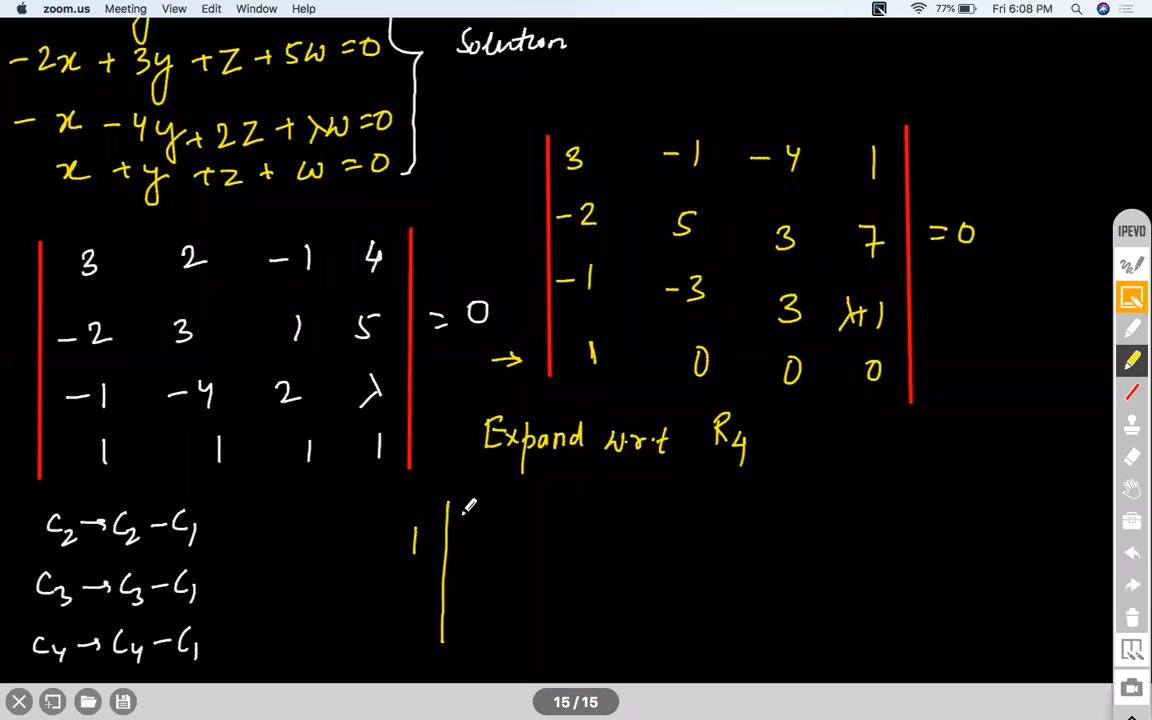 zoom.us Meeting View Edit Window Help 77% Fri 6:08 PM
-2x + 3y + z + 5w = 0
- x - 4y + 2z + λw = 0
x + y + z + w = 0
Solution
3 2 -1 4
-2 3 1 5
-1 -4 2 λ
1 1 1 1
= 0
C2 → C2 - C1
C3 → C3 - C1
C4 → C4 - C1
3 -1 -4 1
-2 5 3 7
-1 -3 3 λ+1
→ 1 0 0 0
= 0
Expand w.r.t R4
1
IPEVO
15 / 15